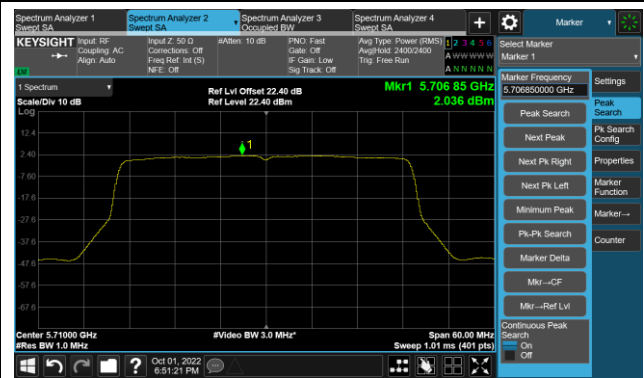 Spectrum Analyzer 1
Swept SA
Spectrum Analyzer 2
Swept SA
Spectrum Analyzer 3
Occupied BW
Spectrum Analyzer 4
Swept SA
+
Marker
KEYSIGHT
Input: RF
Coupling: AC
Align: Auto
Input Z: 50 Ω
Corrections: Off
Freq Ref: Int (S)
NFE: Off
#Atten: 10 dB
PNO: Fast
Gate: Off
IF Gain: Low
Sig Track: Off
Avg Type: Power (RMS)
Avg|Hold: 2400/2400
Trig: Free Run
1 2 3 4 5 6
A W W W W W
A N N N N N
LXI
Select Marker
Marker 1
1 Spectrum
Scale/Div 10 dB
Ref Lvl Offset 22.40 dB
Ref Level 22.40 dBm
Mkr1 5.706 85 GHz
2.036 dBm
Log
12.4
2.40
-7.60
-17.6
-27.6
-37.6
-47.6
-57.6
-67.6
1
Center 5.71000 GHz
#Res BW 1.0 MHz
#Video BW 3.0 MHz*
Span 60.00 MHz
Sweep 1.01 ms (401 pts)
Marker Frequency
5.706850000 GHz
Peak Search
Next Peak
Next Pk Right
Next Pk Left
Minimum Peak
Pk-Pk Search
Marker Delta
Mkr→CF
Mkr→Ref Lvl
Continuous Peak
Search
On
Off
Settings
Peak
Search
Pk Search
Config
Properties
Marker
Function
Marker→
Counter
?
Oct 01, 2022
6:51:21 PM